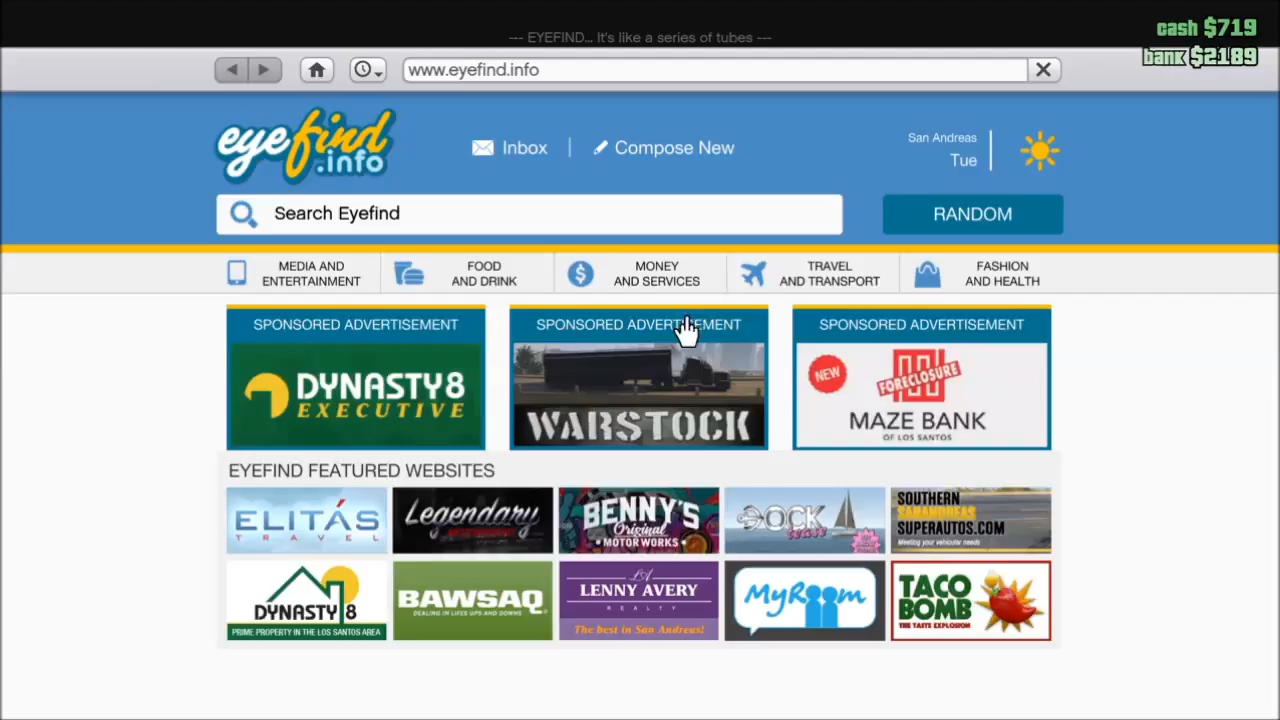 --- EYEFIND... It's like a series of tubes ---
cash $719
bank $2189
www.eyefind.info
eyefind
.info
Inbox
Compose New
San Andreas
Tue
Search Eyefind
RANDOM
MEDIA AND
ENTERTAINMENT
FOOD
AND DRINK
MONEY
AND SERVICES
TRAVEL
AND TRANSPORT
FASHION
AND HEALTH
SPONSORED ADVERTISEMENT
DYNASTY8
EXECUTIVE
SPONSORED ADVERTISEMENT
WARSTOCK
SPONSORED ADVERTISEMENT
NEW
FORECLOSURE
MAZE BANK
OF LOS SANTOS
EYEFIND FEATURED WEBSITES
ELITÁS
TRAVEL
Legendary
BENNY'S
Original
MOTORWORKS
DOCK
SOUTHERN
SANANDREAS
SUPERAUTOS.COM
Meeting your vehicular needs
DYNASTY 8
PRIME PROPERTY IN THE LOS SANTOS AREA
BAWSAQ
DEALING IN LIFES UPS AND DOWNS
LA
LENNY AVERY
REALTY
The best in San Andreas!
MyRoom
TACO
BOMB
THE TASTE EXPLOSION